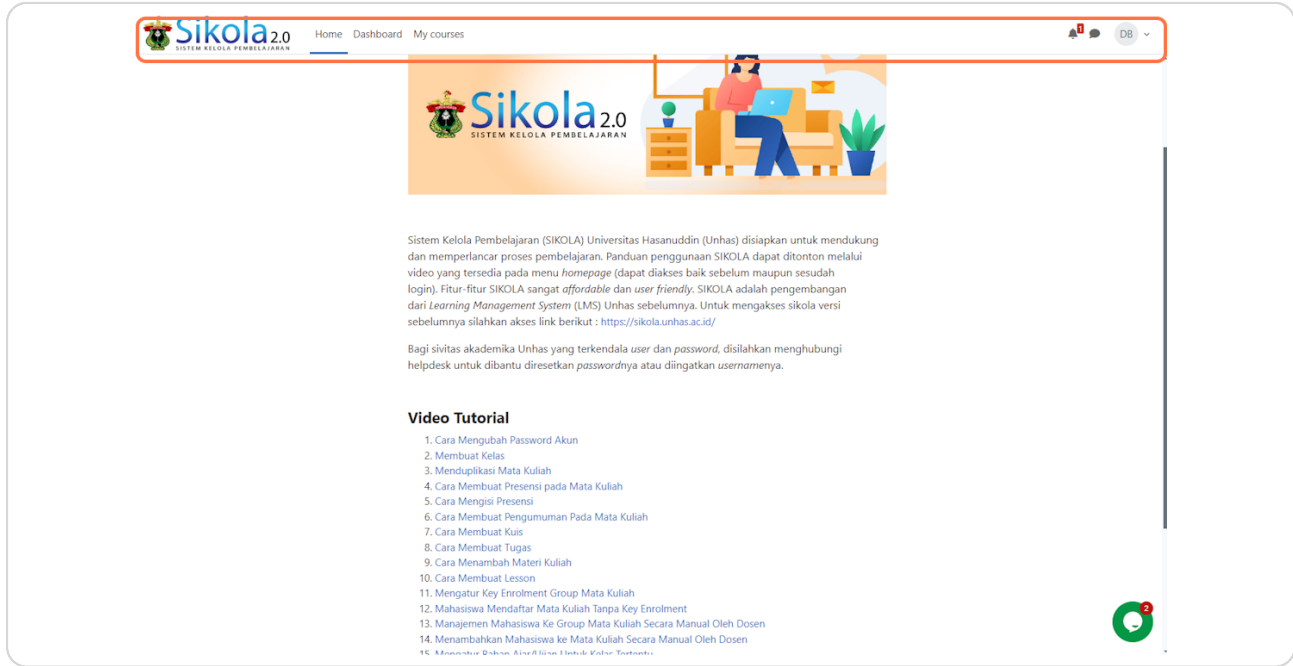 Sikola 2.0
SISTEM KELOLA PEMBELAJARAN
Home Dashboard My courses
1
DB
Sikola 2.0
SISTEM KELOLA PEMBELAJARAN
Sistem Kelola Pembelajaran (SIKOLA) Universitas Hasanuddin (Unhas) disiapkan untuk mendukung
dan memperlancar proses pembelajaran. Panduan penggunaan SIKOLA dapat ditonton melalui
video yang tersedia pada menu homepage (dapat diakses baik sebelum maupun sesudah
login). Fitur-fitur SIKOLA sangat affordable dan user friendly. SIKOLA adalah pengembangan
dari Learning Management System (LMS) Unhas sebelumnya. Untuk mengakses sikola versi
sebelumnya silahkan akses link berikut : https://sikola.unhas.ac.id/
Bagi sivitas akademika Unhas yang terkendala user dan password, disilahkan menghubungi
helpdesk untuk dibantu diresetkan passwordnya atau diingatkan usernamenya.
Video Tutorial
1. Cara Mengubah Password Akun
2. Membuat Kelas
3. Menduplikasi Mata Kuliah
4. Cara Membuat Presensi pada Mata Kuliah
5. Cara Mengisi Presensi
6. Cara Membuat Pengumuman Pada Mata Kuliah
7. Cara Membuat Kuis
8. Cara Membuat Tugas
9. Cara Menambah Materi Kuliah
10. Cara Membuat Lesson
11. Mengatur Key Enrolment Group Mata Kuliah
12. Mahasiswa Mendaftar Mata Kuliah Tanpa Key Enrolment
13. Manajemen Mahasiswa Ke Group Mata Kuliah Secara Manual Oleh Dosen
14. Menambahkan Mahasiswa ke Mata Kuliah Secara Manual Oleh Dosen
15. Mengatur Bahan Ajar/Ujian Untuk Kelas Tertentu
2